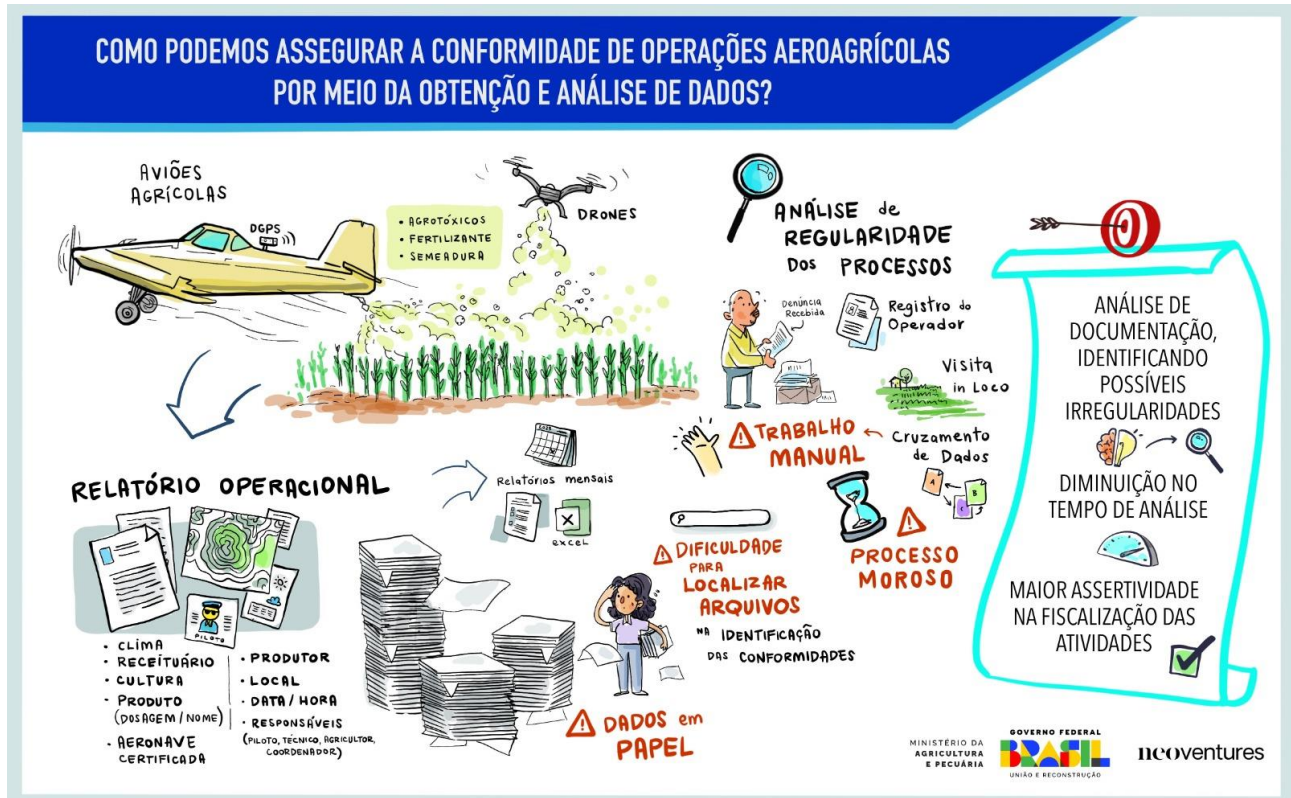 COMO PODEMOS ASSEGURAR A CONFORMIDADE DE OPERAÇÕES AEROAGRÍCOLAS
POR MEIO DA OBTENÇÃO E ANÁLISE DE DADOS?
AVIÕES
AGRÍCOLAS
DGPS
• AGROTÓXICOS
• FERTILIZANTE
• SEMEADURA
DRONES
RELATÓRIO OPERACIONAL
PILOTO
• CLIMA
• RECEITUÁRIO
• CULTURA
• PRODUTO
(DOSAGEM/NOME)
• AERONAVE
CERTIFICADA
• PRODUTOR
• LOCAL
• DATA/HORA
• RESPONSÁVEIS
(PILOTO, TÉCNICO, AGRICULTOR,
COORDENADOR)
Relatórios mensais
X
excel
DADOS em
PAPEL
DIFICULDADE
PARA
LOCALIZAR
ARQUIVOS
NA IDENTIFICAÇÃO
DAS CONFORMIDADES
ANÁLISE de
REGULARIDADE
DOS PROCESSOS
Denúncia
Recebida
Registro do
Operador
Visita
in Loco
TRABALHO
MANUAL
Cruzamento
de Dados
A
B
C
PROCESSO
MOROSO
ANÁLISE DE
DOCUMENTAÇÃO,
IDENTIFICANDO
POSSÍVEIS
IRREGULARIDADES
DIMINUIÇÃO NO
TEMPO DE ANÁLISE
MAIOR ASSERTIVIDADE
NA FISCALIZAÇÃO DAS
ATIVIDADES
MINISTÉRIO DA
AGRICULTURA
E PECUÁRIA
GOVERNO FEDERAL
BRASIL
UNIÃO E RECONSTRUÇÃO
neoventures